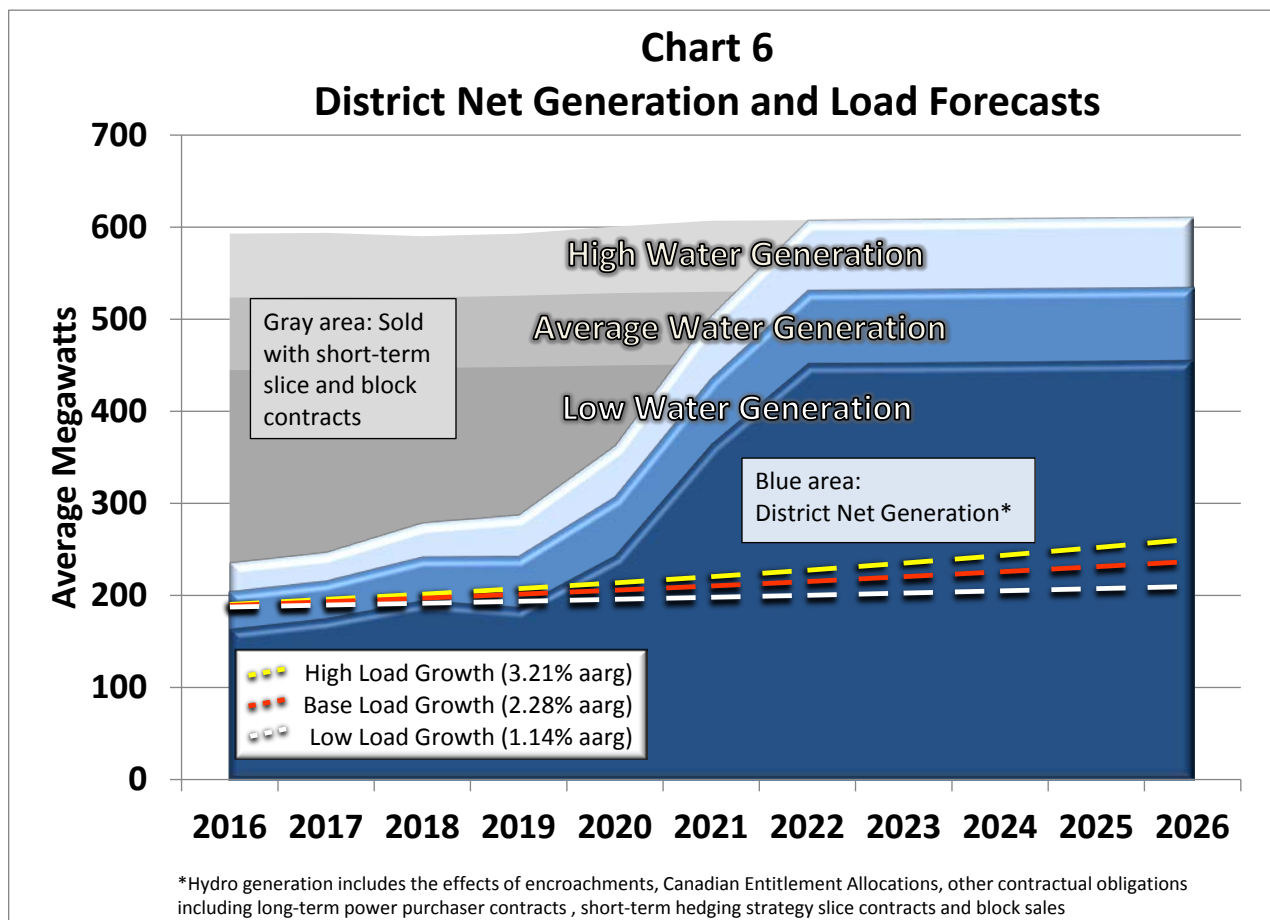 Chart 6
District Net Generation and Load Forecasts
Average Megawatts
700
600
500
400
300
200
100
0
High Water Generation
Average Water Generation
Low Water Generation
Gray area: Sold
with short-term
slice and block
contracts
Blue area:
District Net Generation*
High Load Growth (3.21% aarg)
Base Load Growth (2.28% aarg)
Low Load Growth (1.14% aarg)
2016 2017 2018 2019 2020 2021 2022 2023 2024 2025 2026
*Hydro generation includes the effects of encroachments, Canadian Entitlement Allocations, other contractual obligations
including long-term power purchaser contracts , short-term hedging strategy slice contracts and block sales